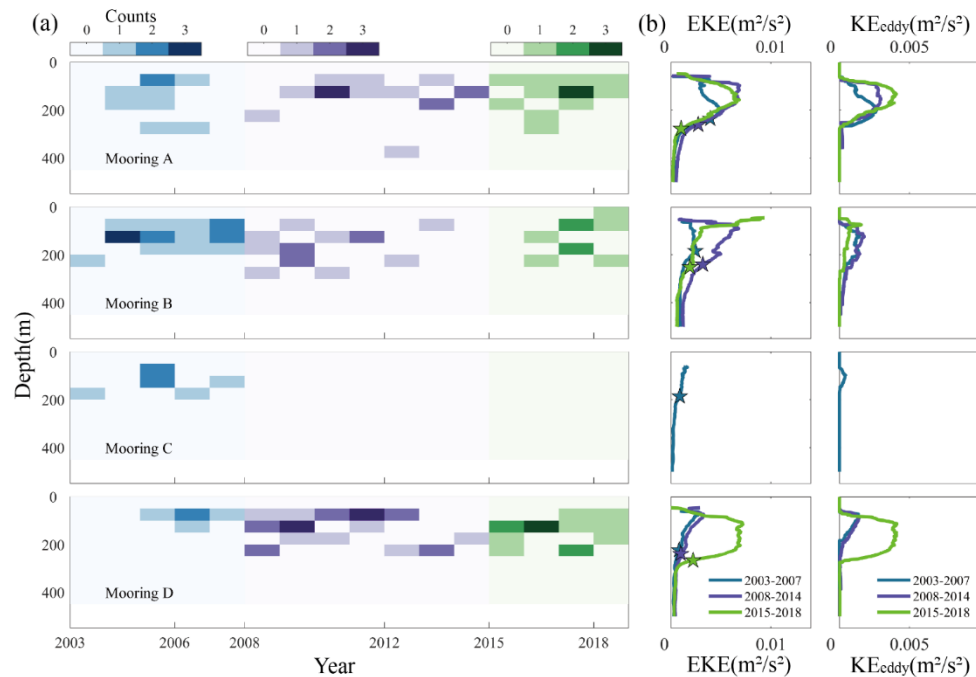 (a)
Counts
0 1 2 3
0 1 2 3
0 1 2 3
(b) EKE(m²/s²) KEeddy(m²/s²)
0 0.01 0 0.005
0
200
400
Mooring A
0
200
400
Mooring B
0
200
400
Mooring C
0
200
400
Mooring D
Depth(m)
2003-2007 2003-2007
2008-2014 2008-2014
2015-2018 2015-2018
2003 2006 2008 2012 2015 2018
Year
0 0.01 0 0.005
EKE(m²/s²) KEeddy(m²/s²)